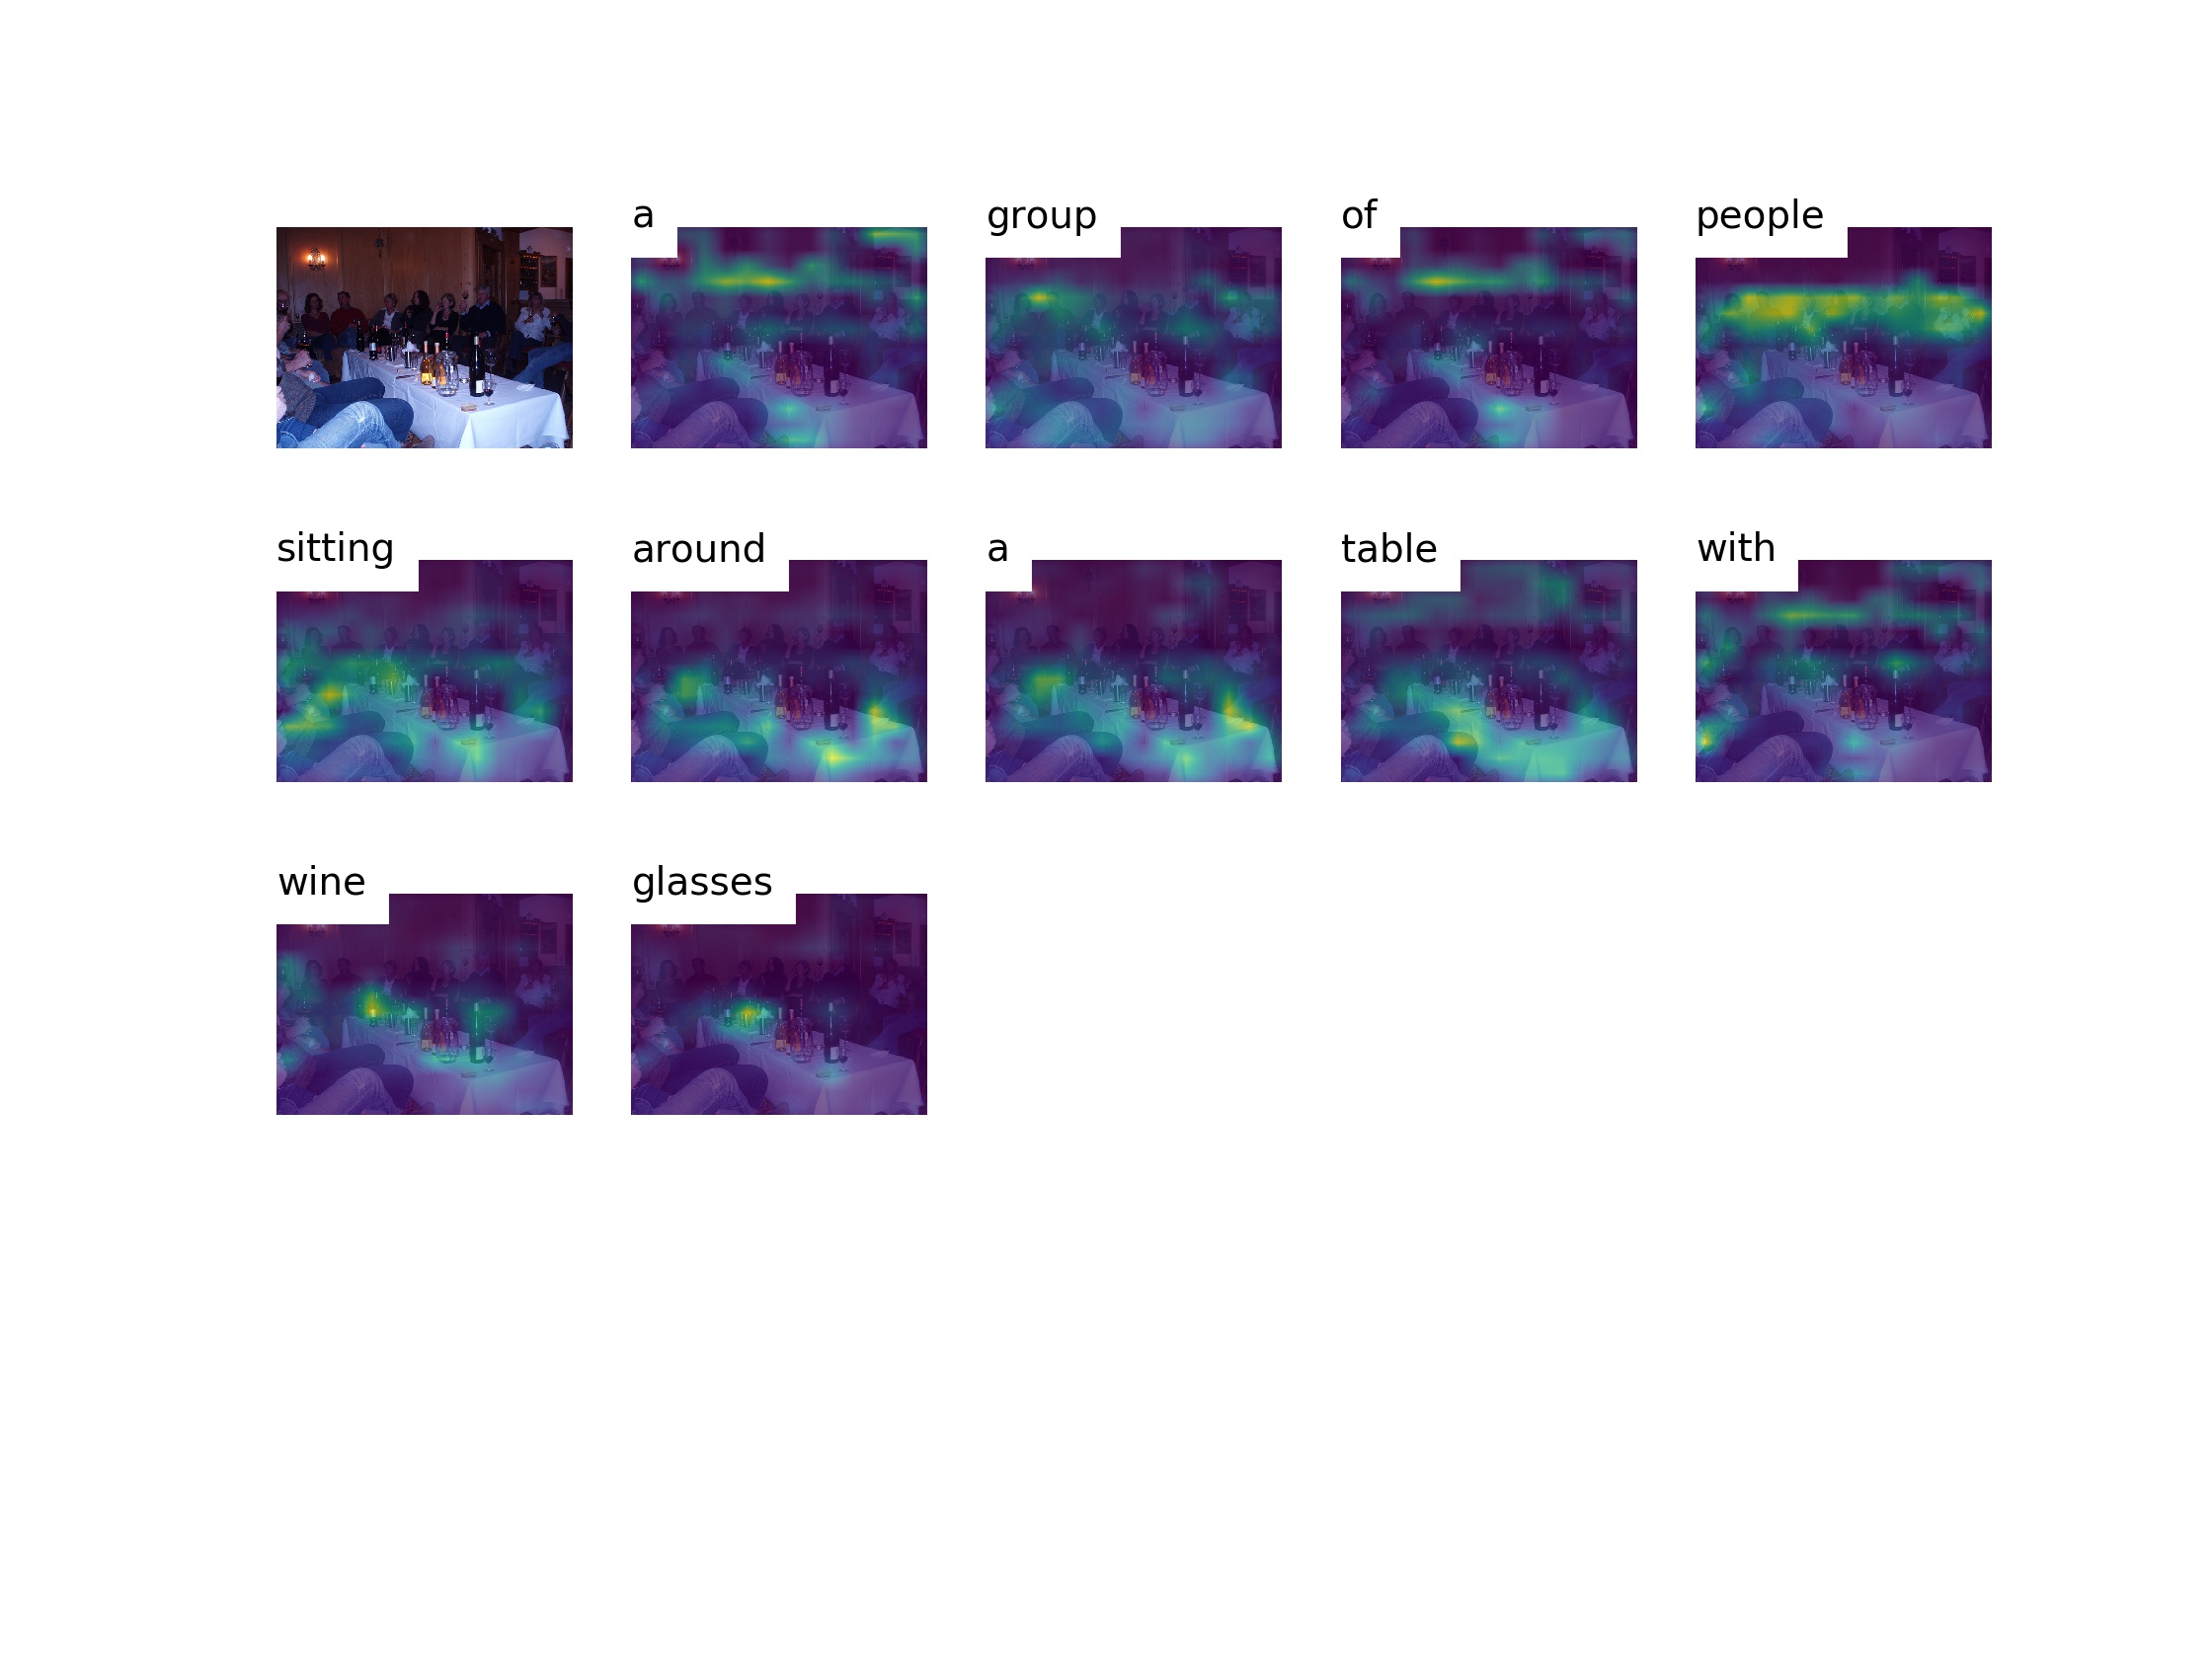 a group of people
sitting around a table with
wine glasses